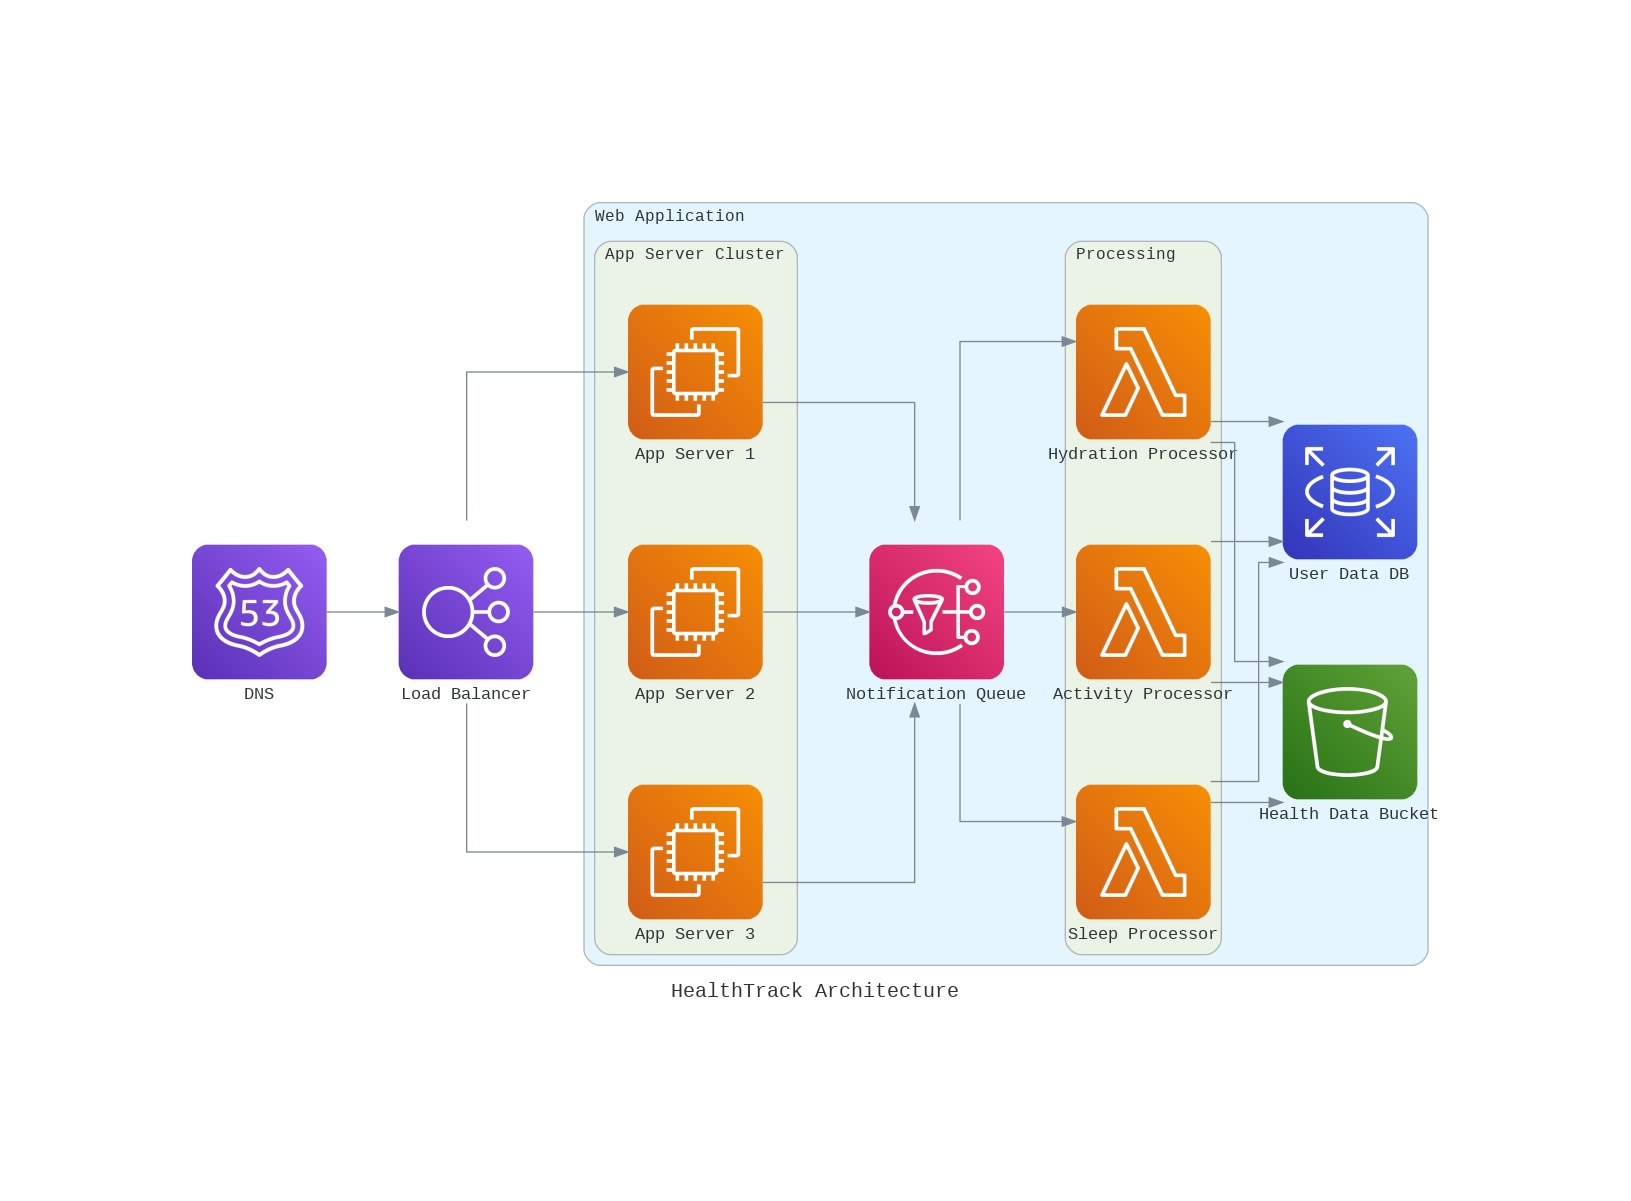 Web Application
App Server Cluster
Processing
App Server 1
Hydration Processor
53
DNS
Load Balancer
App Server 2
Notification Queue
Activity Processor
User Data DB
App Server 3
Sleep Processor
Health Data Bucket
HealthTrack Architecture